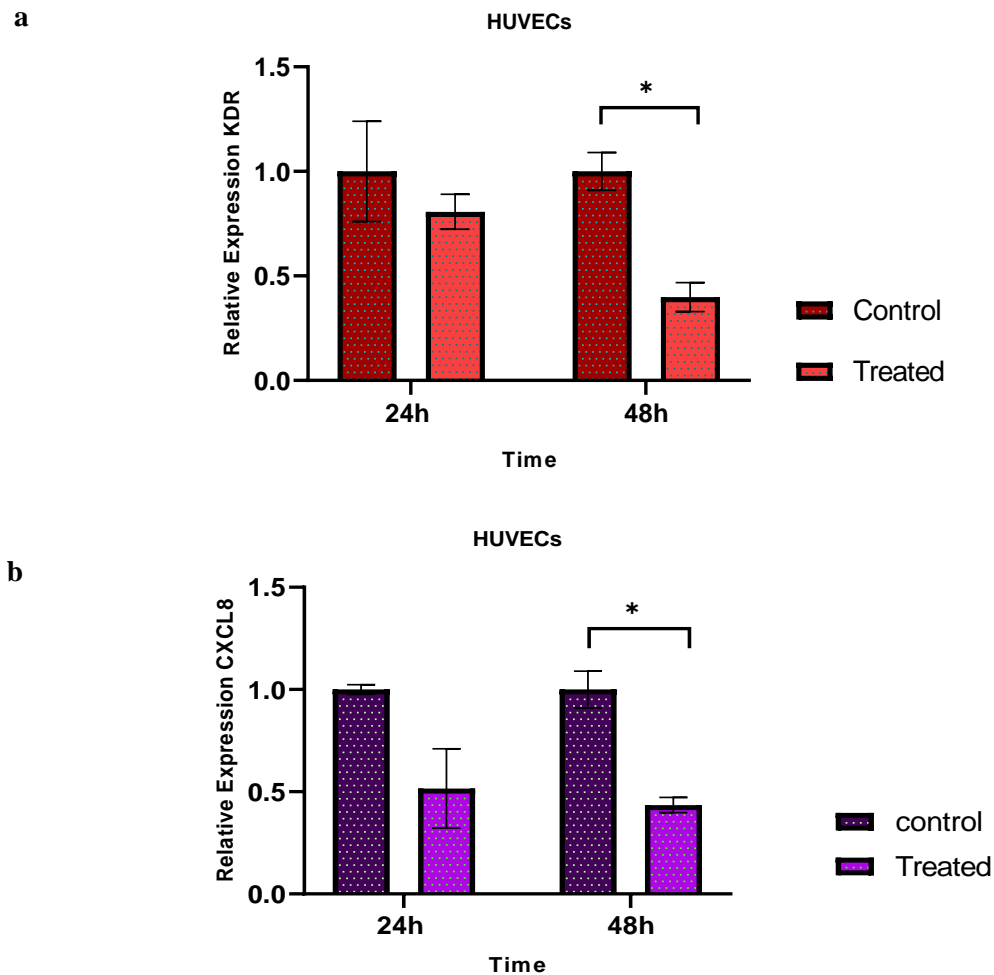 a
HUVECs
Relative Expression KDR
1.5
1.0
0.5
0.0
*
24h
48h
Time
Control
Treated
b
HUVECs
Relative Expression CXCL8
1.5
1.0
0.5
0.0
*
24h
48h
Time
control
Treated